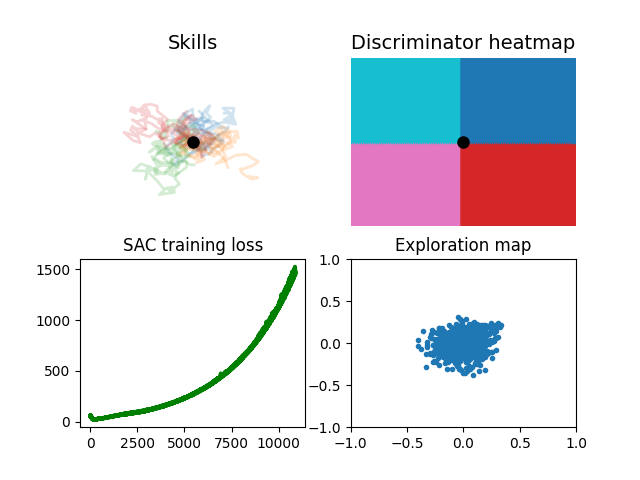 Skills
Discriminator heatmap
SAC training loss
1500
1000
500
0
0 2500 5000 7500 10000
Exploration map
1.0
0.5
0.0
−0.5
−1.0
−1.0 −0.5 0.0 0.5 1.0